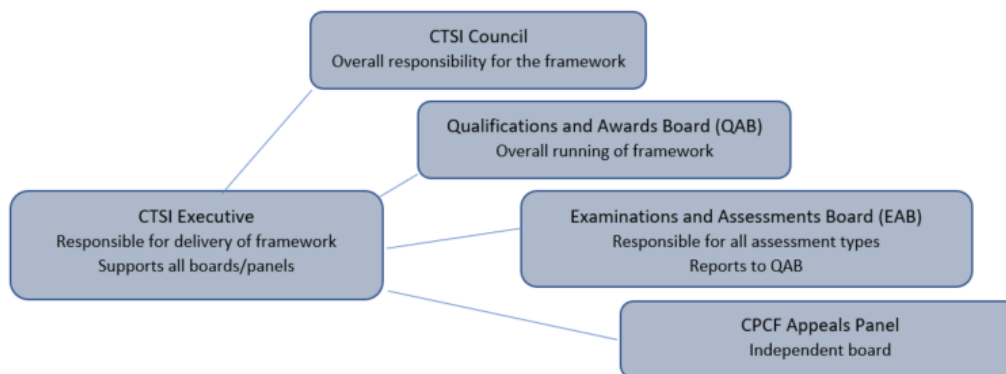 CTSI Council
Overall responsibility for the framework
Qualifications and Awards Board (QAB)
Overall running of framework
CTSI Executive
Responsible for delivery of framework
Supports all boards/panels
Examinations and Assessments Board (EAB)
Responsible for all assessment types
Reports to QAB
CPCF Appeals Panel
Independent board